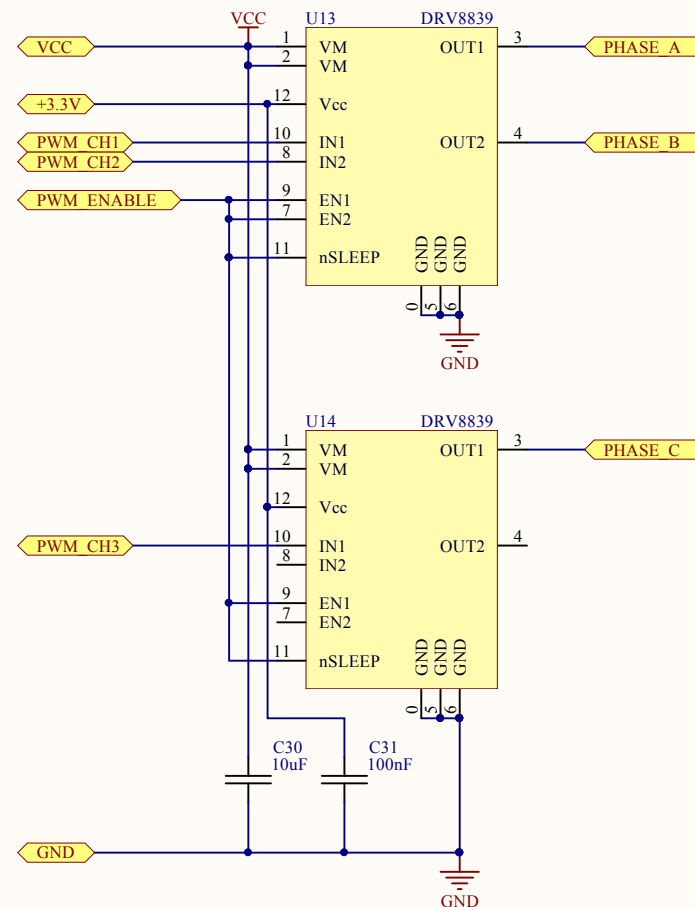 VCC
U13 DRV8839
VCC 1 VM OUT1 3 PHASE_A
2 VM
+3.3V 12 Vcc
PWM_CH1 10 IN1 OUT2 4 PHASE_B
PWM_CH2 8 IN2
PWM_ENABLE 9 EN1
7 EN2
11 nSLEEP GND GND GND
0 5 6
GND
U14 DRV8839
1 VM OUT1 3 PHASE_C
2 VM
12 Vcc
PWM_CH3 10 IN1 OUT2 4
8 IN2
9 EN1
7 EN2
11 nSLEEP GND GND GND
0 5 6
C30 C31
10uF 100nF
GND
GND